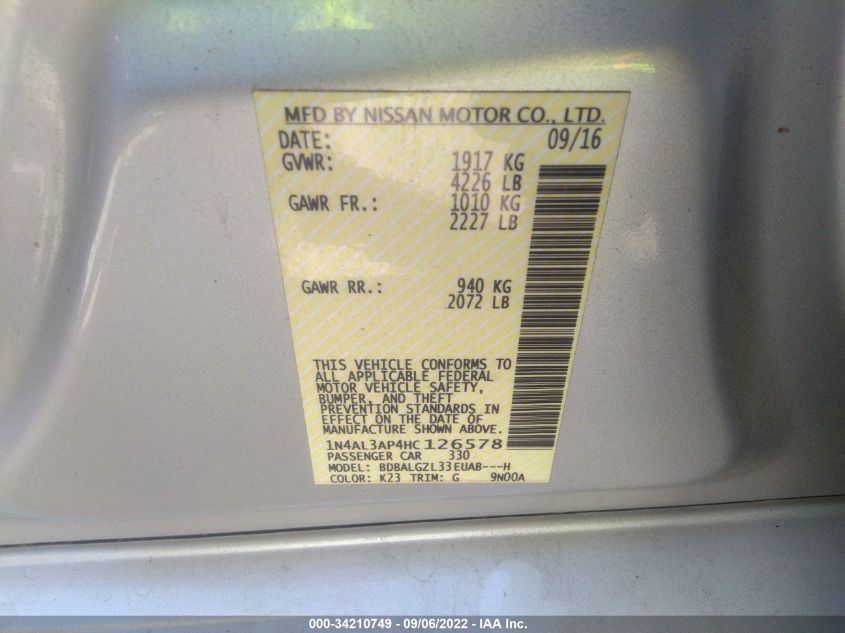 MFD BY NISSAN MOTOR CO., LTD.
DATE: 09/16
GVWR: 1917 KG
4226 LB
GAWR FR.: 1010 KG
2227 LB
GAWR RR.: 940 KG
2072 LB
THIS VEHICLE CONFORMS TO
ALL APPLICABLE FEDERAL
MOTOR VEHICLE SAFETY,
BUMPER, AND THEFT
PREVENTION STANDARDS IN
EFFECT ON THE DATE OF
MANUFACTURE SHOWN ABOVE.
1N4AL3AP4HC126578
PASSENGER CAR 330
MODEL: BDBALGZL33EUAB---H
COLOR: K23 TRIM: G 9N00A
000-34210749 - 09/06/2022 - IAA Inc.